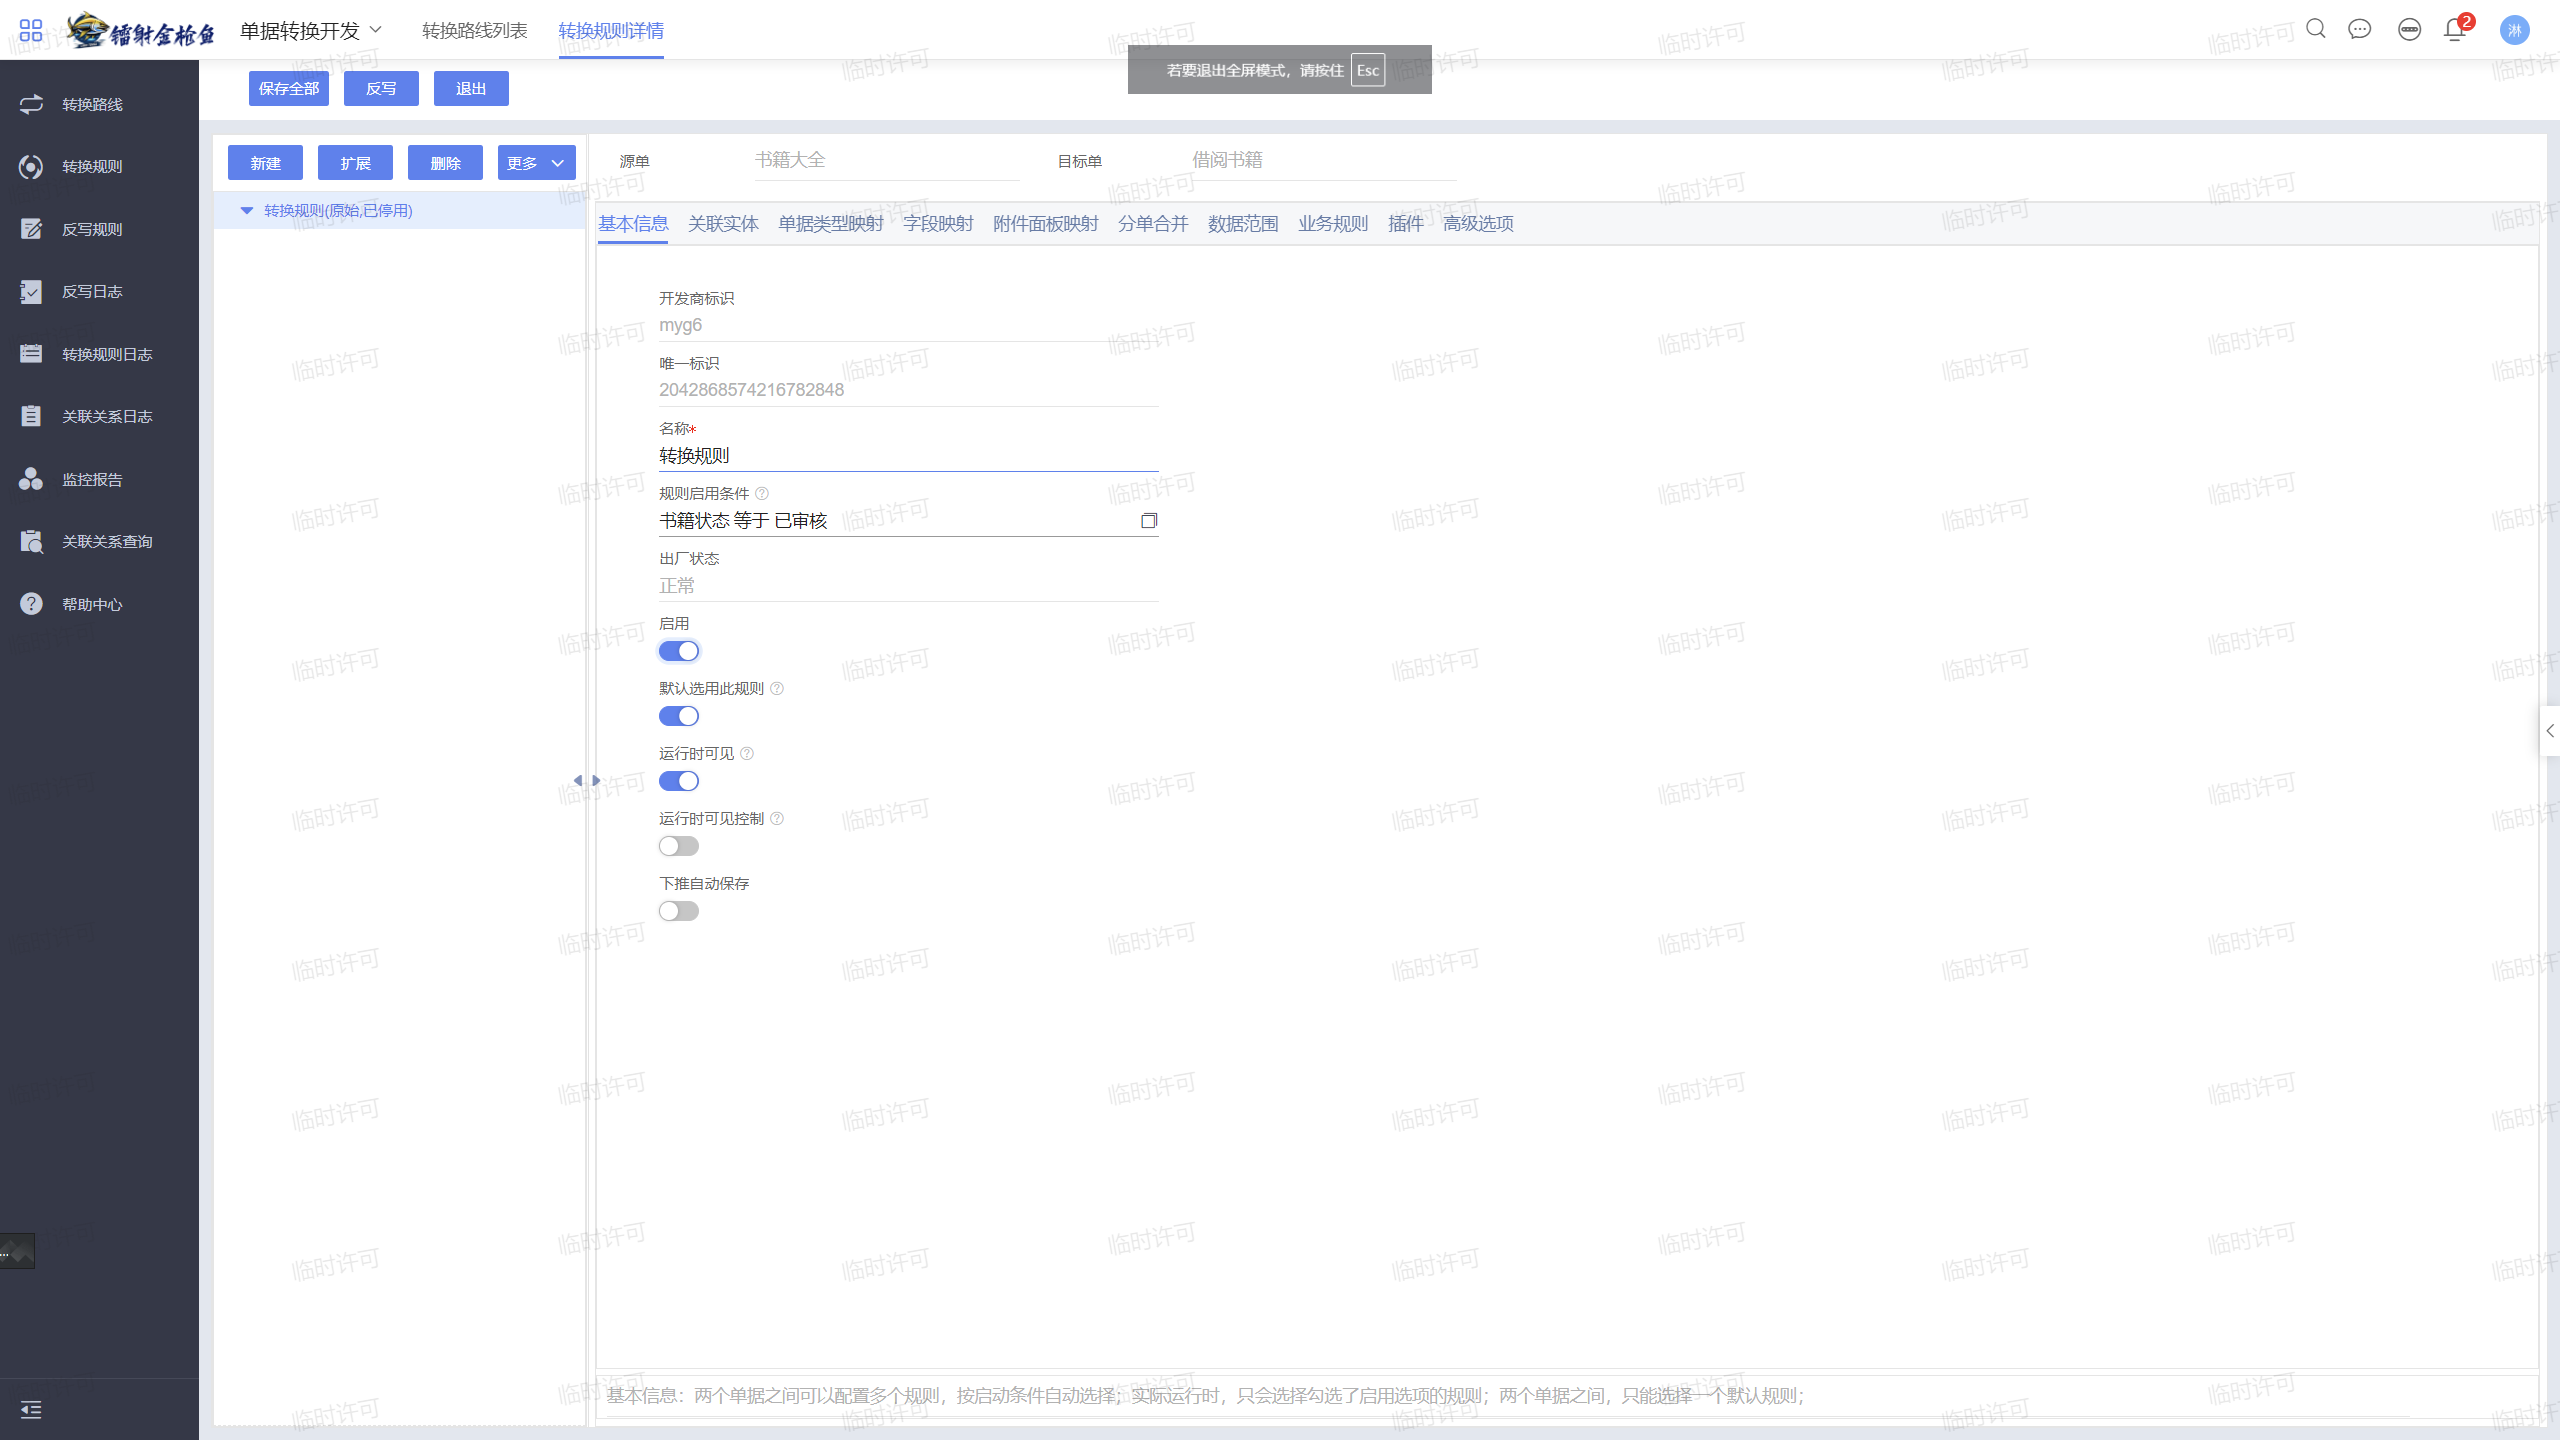 镭射金枪鱼
单据转换开发
转换路线列表
转换规则详情
2
淋
若要退出全屏模式，请按住 Esc
保存全部
反写
退出
转换路线
转换规则
反写规则
反写日志
转换规则日志
关联关系日志
监控报告
关联关系查询
帮助中心
新建
扩展
删除
更多
转换规则(原始,已停用)
源单
书籍大全
目标单
借阅书籍
基本信息
关联实体
单据类型映射
字段映射
附件面板映射
分单合并
数据范围
业务规则
插件
高级选项
开发商标识
myg6
唯一标识
2042868574216782848
名称*
转换规则
规则启用条件
书籍状态 等于 已审核
出厂状态
正常
启用
默认选用此规则
运行时可见
运行时可见控制
下推自动保存
基本信息：两个单据之间可以配置多个规则，按启动条件自动选择；实际运行时，只会选择勾选了启用选项的规则；两个单据之间，只能选择一个默认规则；
临时许可